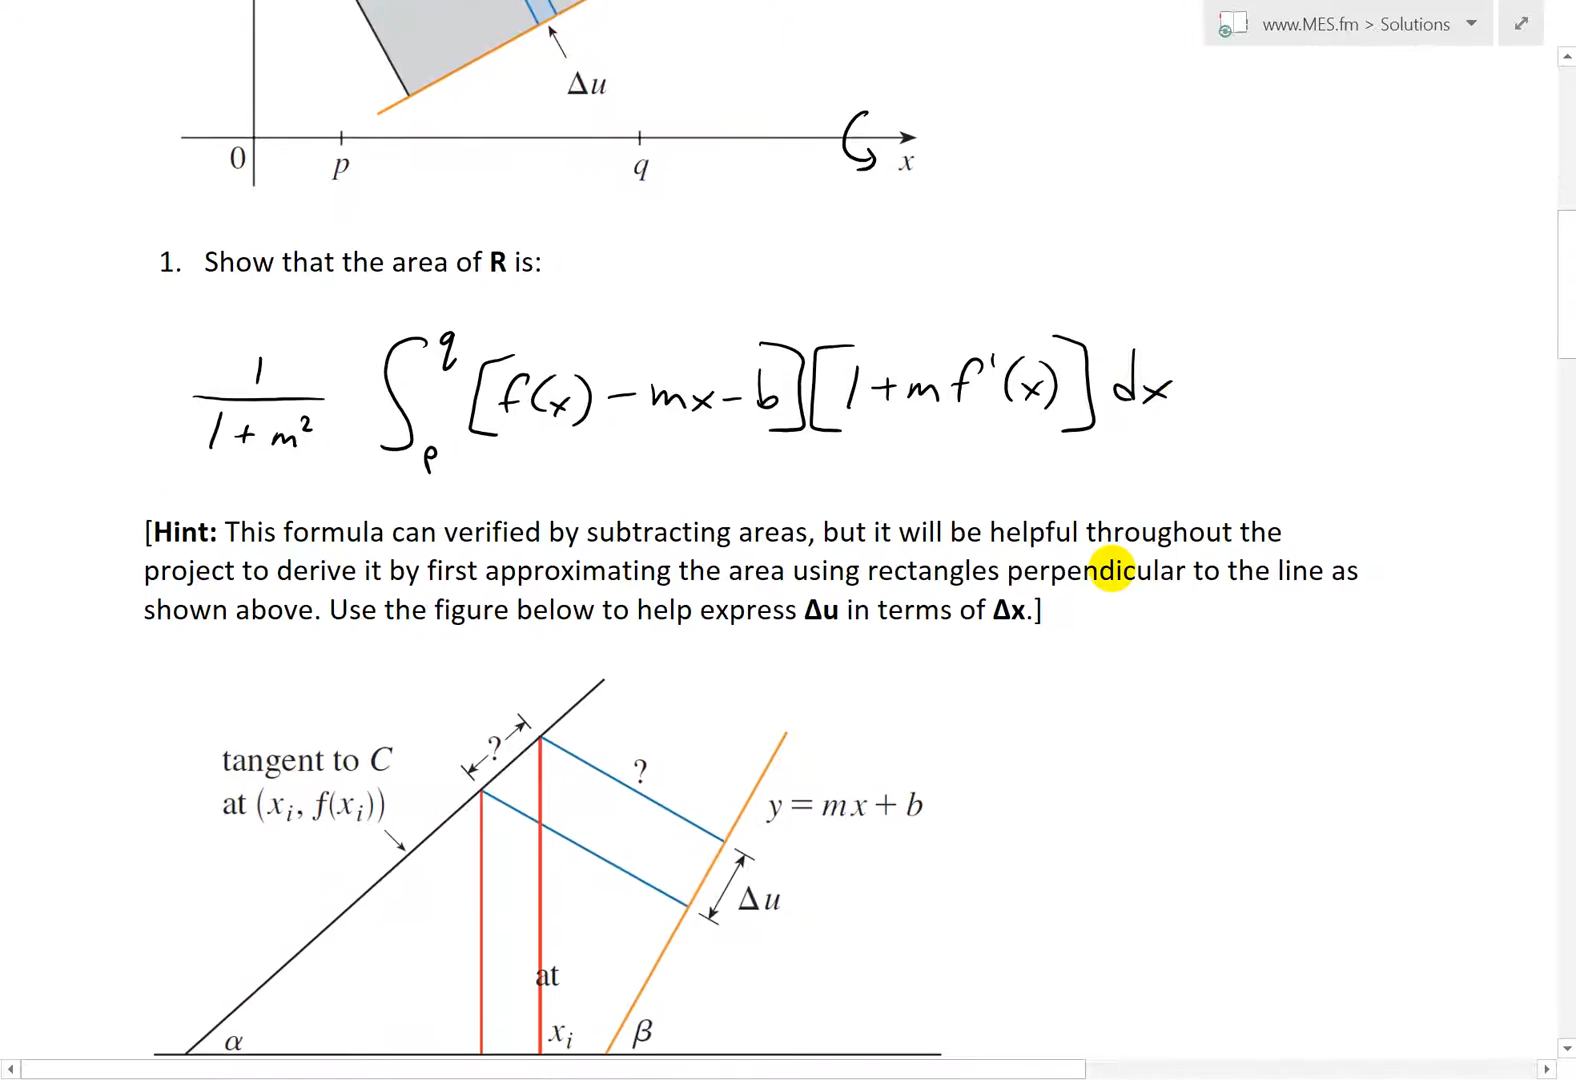 www.MES.fm > Solutions
Δu
0
p
q
x
1. Show that the area of R is:
1/(1 + m²) ∫ₚ^q [f(x) − mx − b][1 + m f'(x)] dx
[Hint: This formula can verified by subtracting areas, but it will be helpful throughout the
project to derive it by first approximating the area using rectangles perpendicular to the line as
shown above. Use the figure below to help express Δu in terms of Δx.]
?
tangent to C
at (xᵢ, f(xᵢ))
?
y = mx + b
Δu
at
xᵢ
α
β